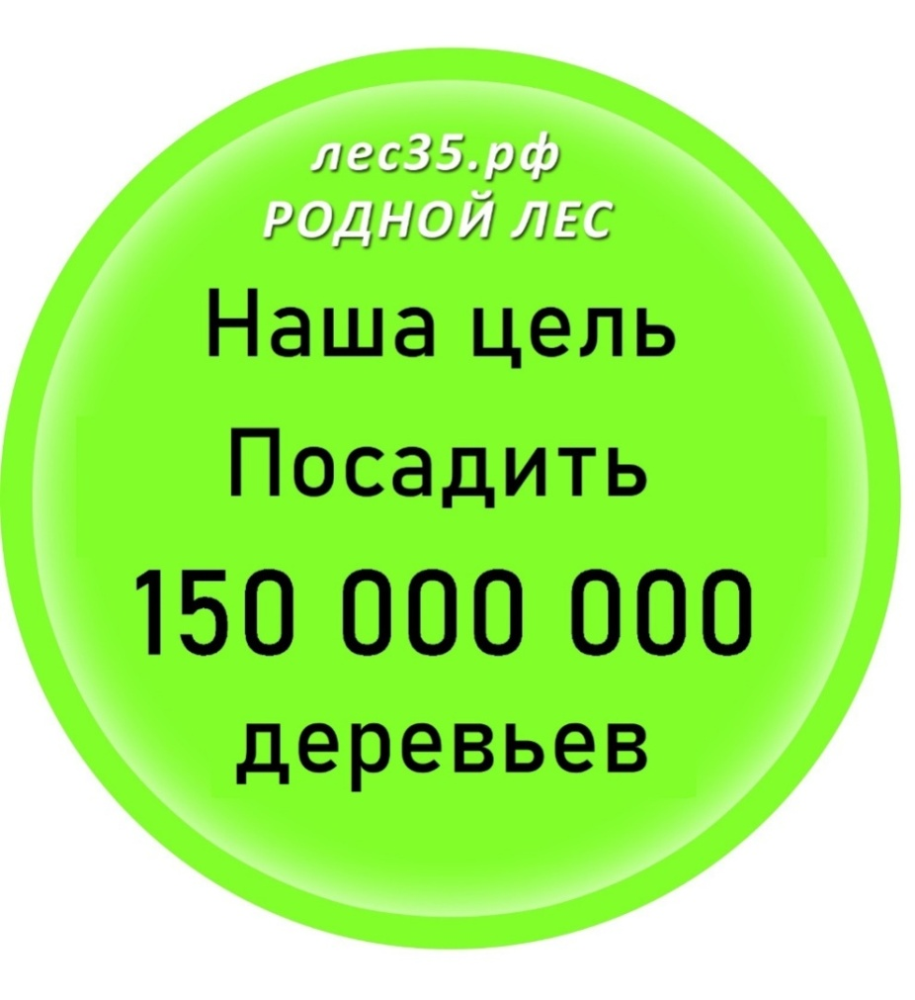 лес35.рф
РОДНОЙ ЛЕС
Наша цель
Посадить
150 000 000
деревьев